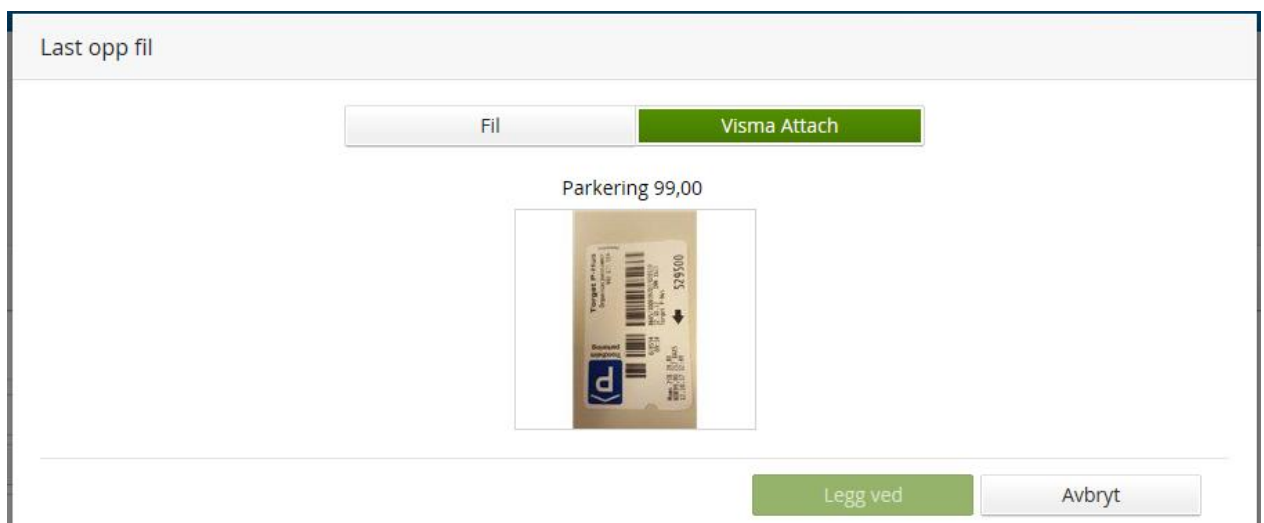 Last opp fil
Fil
Visma Attach
Parkering 99,00
Torget P-Hus
529500
Legg ved
Avbryt